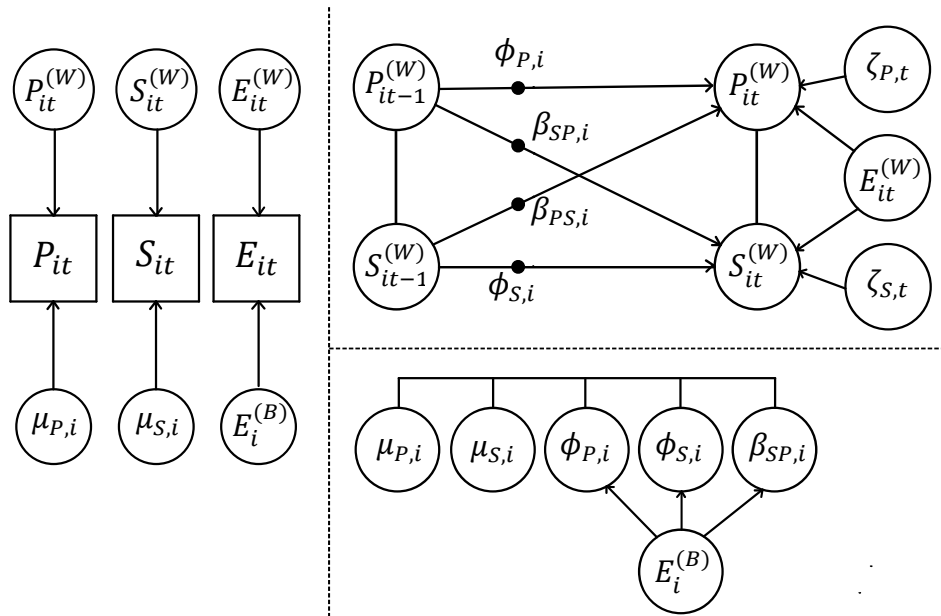 P_{it}^{(W)} S_{it}^{(W)} E_{it}^{(W)}
P_{it} S_{it} E_{it}
μ_{P,i} μ_{S,i} E_i^{(B)}
ϕ_{P,i}
P_{it-1}^{(W)} P_{it}^{(W)} ζ_{P,t}
β_{SP,i}
E_{it}^{(W)}
β_{PS,i}
S_{it-1}^{(W)} S_{it}^{(W)} ζ_{S,t}
ϕ_{S,i}
μ_{P,i} μ_{S,i} ϕ_{P,i} ϕ_{S,i} β_{SP,i}
E_i^{(B)}